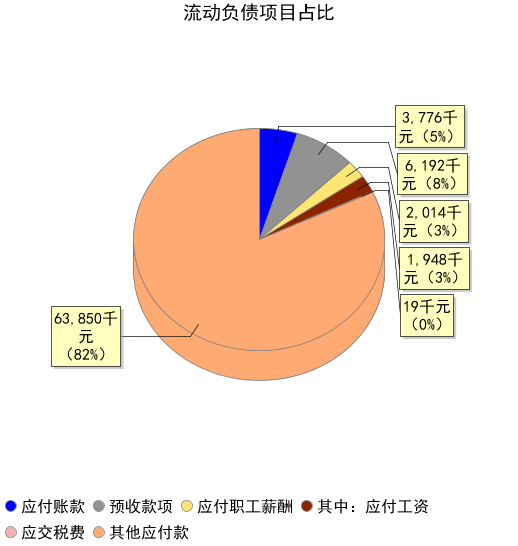 流动负债项目占比
3,776千
元（5%）
6,192千
元（8%）
2,014千
元（3%）
1,948千
元（3%）
19千元
（0%）
63,850千
元
（82%）
应付账款 预收款项 应付职工薪酬 其中：应付工资
应交税费 其他应付款